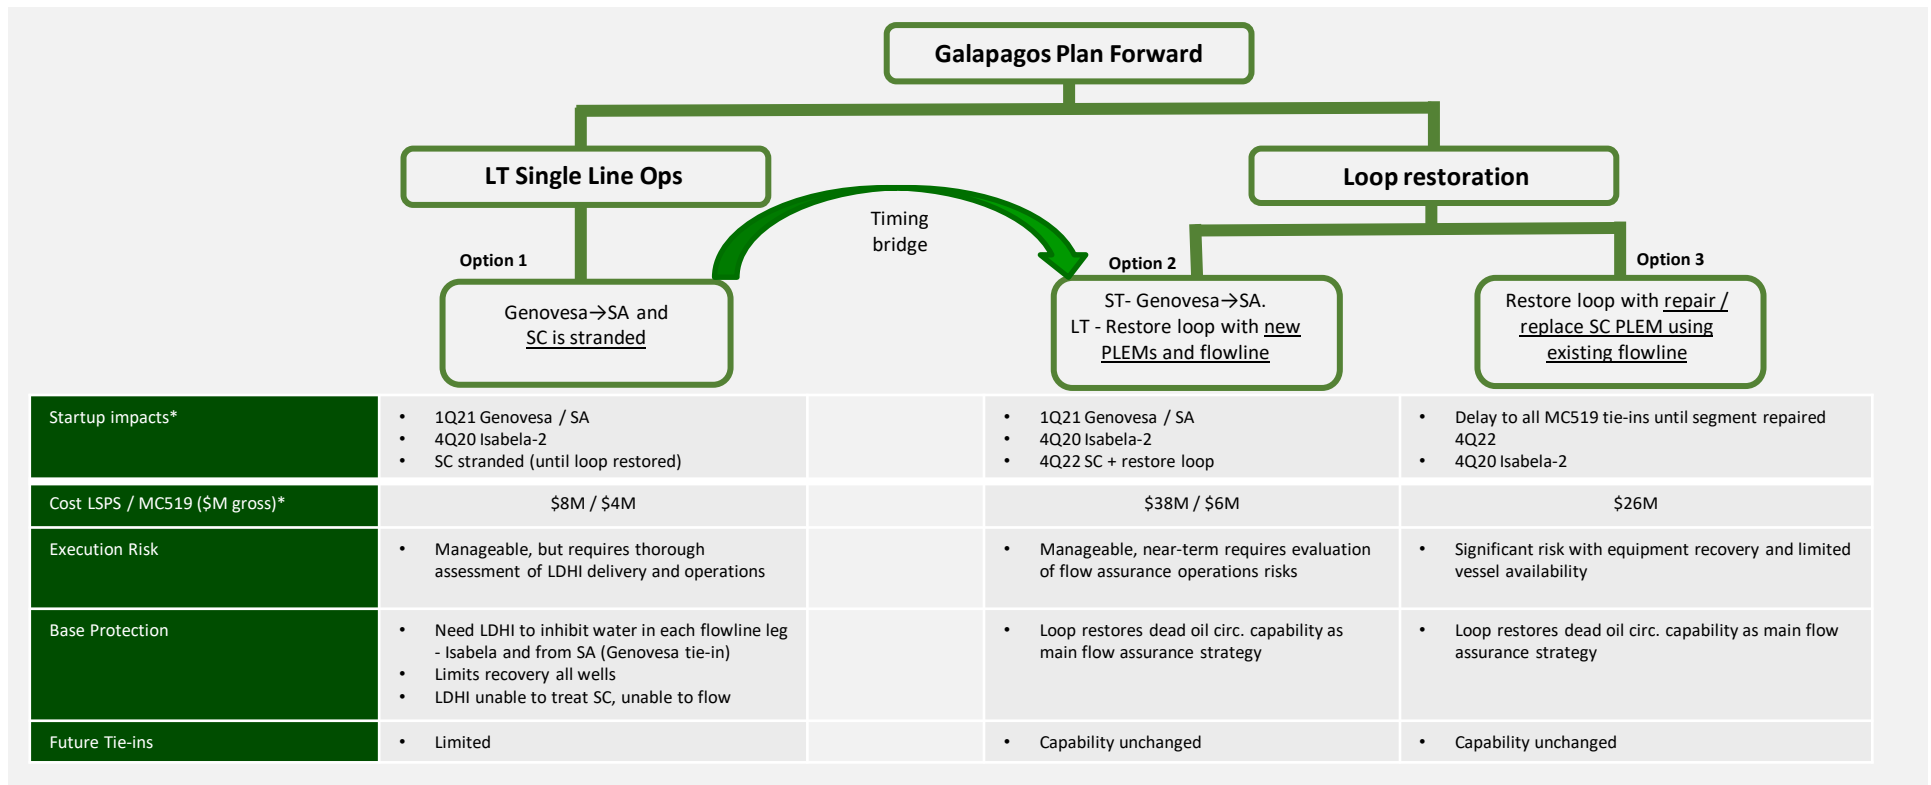 Galapagos Plan Forward
LT Single Line Ops
Loop restoration
Timing
bridge
Option 1
Option 2
Option 3
Genovesa→SA and
SC is stranded
ST- Genovesa→SA.
LT - Restore loop with new
PLEMs and flowline
Restore loop with repair /
replace SC PLEM using
existing flowline
Startup impacts*
• 1Q21 Genovesa / SA
• 4Q20 Isabela-2
• SC stranded (until loop restored)
• 1Q21 Genovesa / SA
• 4Q20 Isabela-2
• 4Q22 SC + restore loop
• Delay to all MC519 tie-ins until segment repaired
4Q22
• 4Q20 Isabela-2
Cost LSPS / MC519 ($M gross)*
$8M / $4M
$38M / $6M
$26M
Execution Risk
• Manageable, but requires thorough
assessment of LDHI delivery and operations
• Manageable, near-term requires evaluation
of flow assurance operations risks
• Significant risk with equipment recovery and limited
vessel availability
Base Protection
• Need LDHI to inhibit water in each flowline leg
- Isabela and from SA (Genovesa tie-in)
• Limits recovery all wells
• LDHI unable to treat SC, unable to flow
• Loop restores dead oil circ. capability as
main flow assurance strategy
• Loop restores dead oil circ. capability as main flow
assurance strategy
Future Tie-ins
• Limited
• Capability unchanged
• Capability unchanged